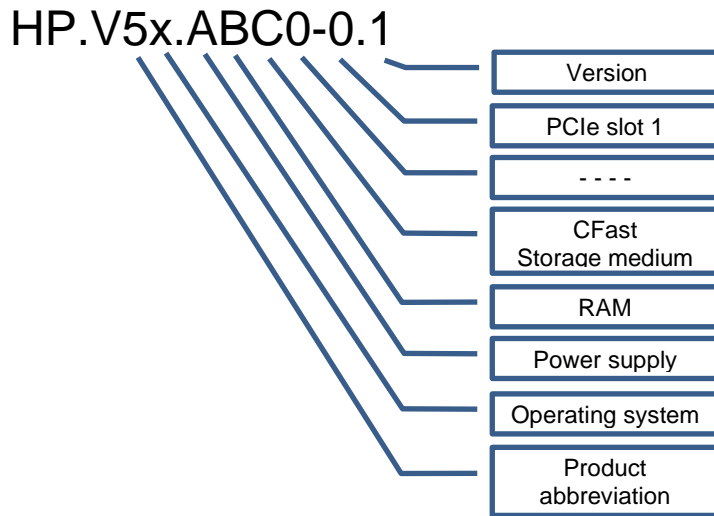 HP.V5x.ABC0-0.1
Version
PCIe slot 1
- - - -
CFast
Storage medium
RAM
Power supply
Operating system
Product
abbreviation